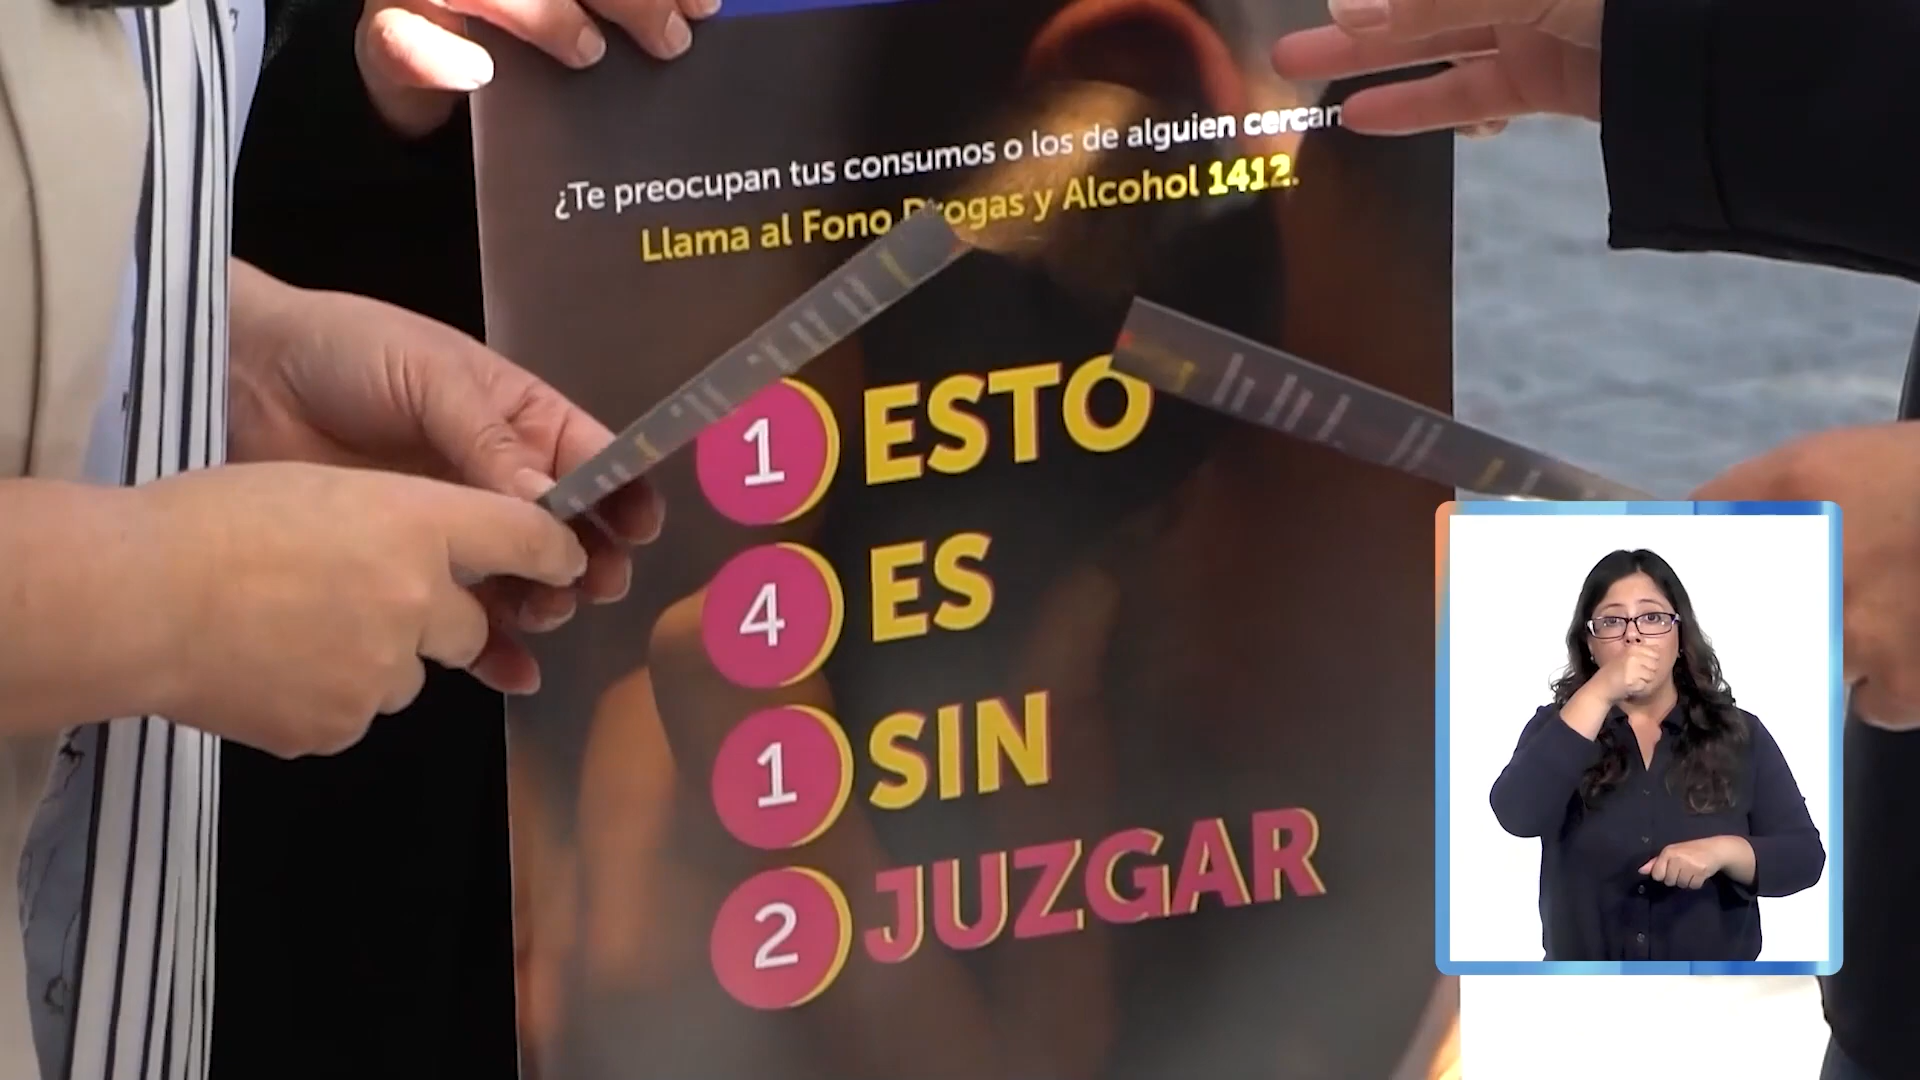 ¿Te preocupan tus consumos o los de alguien cercan
Llama al Fono Drogas y Alcohol 1412.
1 ESTO
4 ES
1 SIN
2 JUZGAR